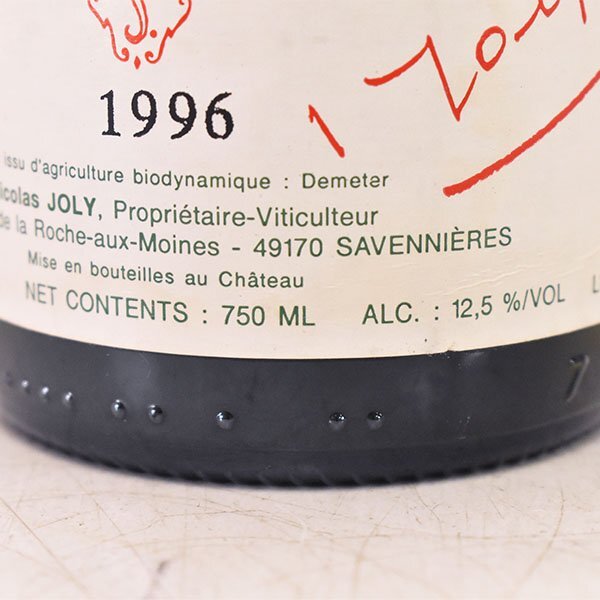 1996
issu d'agriculture biodynamique : Demeter
icolas JOLY, Propriétaire-Viticulteur
de la Roche-aux-Moines - 49170 SAVENNIÈRES
Mise en bouteilles au Château
NET CONTENTS : 750 ML ALC. : 12,5 %/VOL L
7